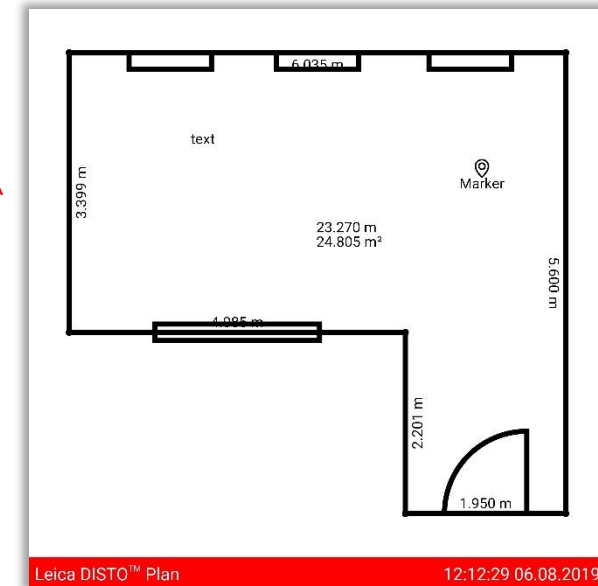 6.035 m
text
3.399 m
Marker
23.270 m
24.805 m²
5.600 m
4.085 m
2.201 m
1.950 m
Leica DISTO™ Plan
12:12:29 06.08.2019